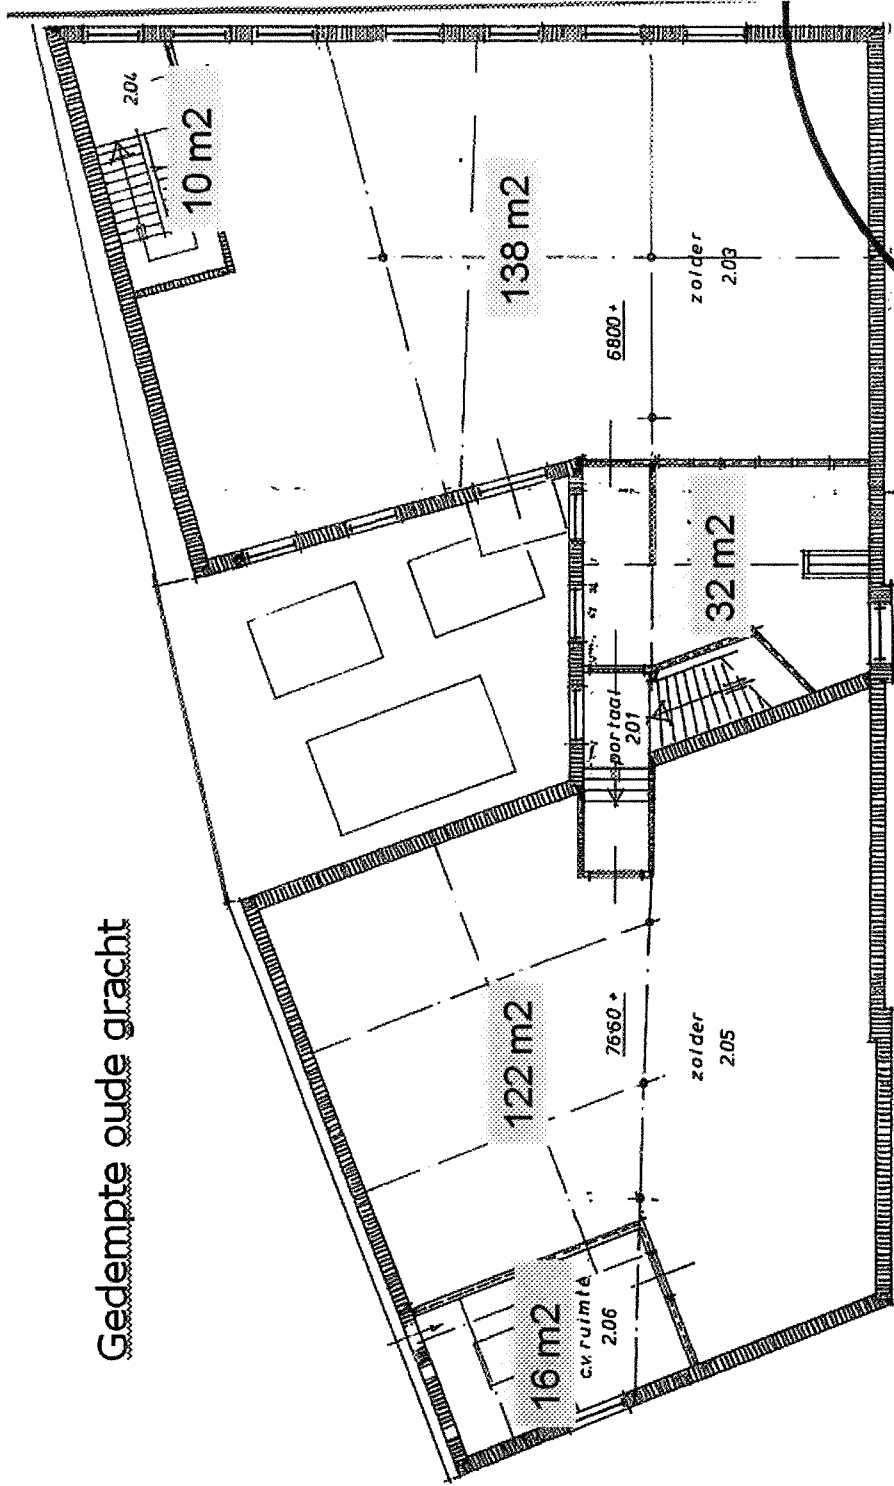 Gedempte oude gracht
16 m2
c.v. ruimte
2.06
122 m2
7660 +
zolder
2.05
portaal
2.01
32 m2
138 m2
6800 +
zolder
2.03
10 m2
2.04